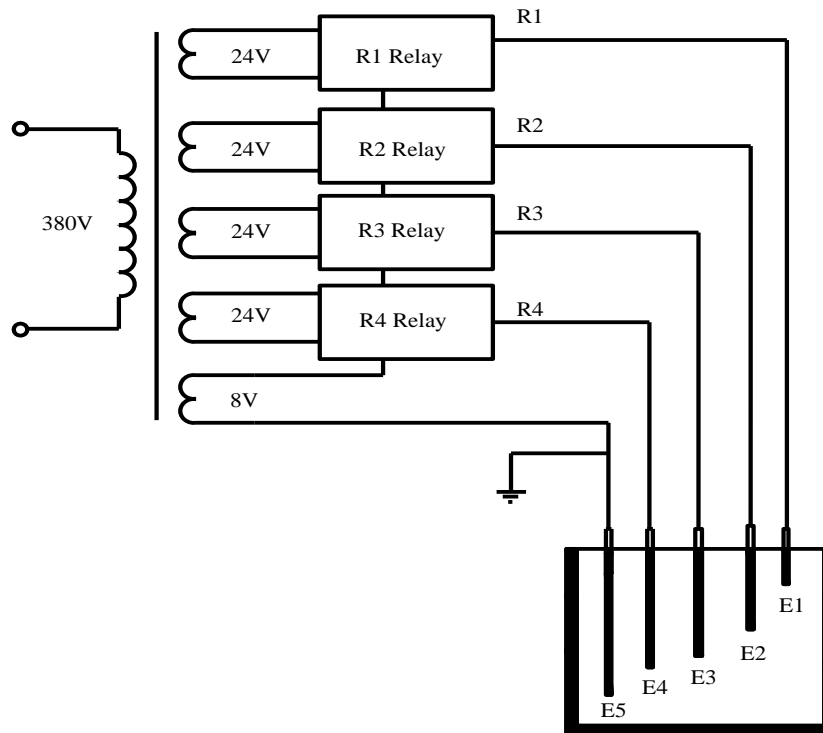 R1
24V
R1 Relay
R2
24V
R2 Relay
R3
380V
24V
R3 Relay
R4
24V
R4 Relay
8V
E1
E2
E3
E4
E5